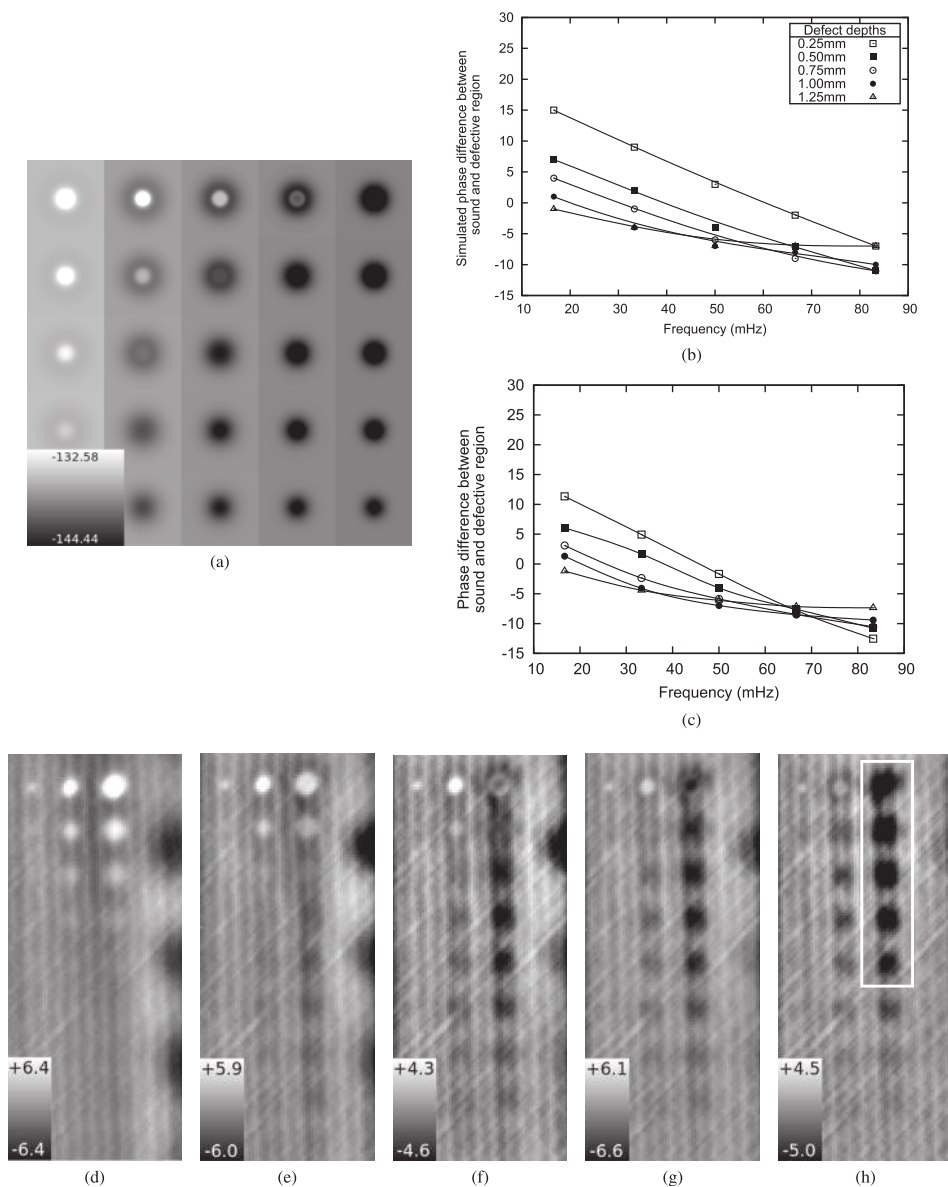 -132.58
-144.44
(a)
Simulated phase difference between
sound and defective region
30
25
20
15
10
5
0
-5
-10
-15
10 20 30 40 50 60 70 80 90
Frequency (mHz)
Defect depths
0.25mm
0.50mm
0.75mm
1.00mm
1.25mm
(b)
Phase difference between
sound and defective region
30
25
20
15
10
5
0
-5
-10
-15
10 20 30 40 50 60 70 80 90
Frequency (mHz)
(c)
+6.4
-6.4
(d)
+5.9
-6.0
(e)
+4.3
-4.6
(f)
+6.1
-6.6
(g)
+4.5
-5.0
(h)